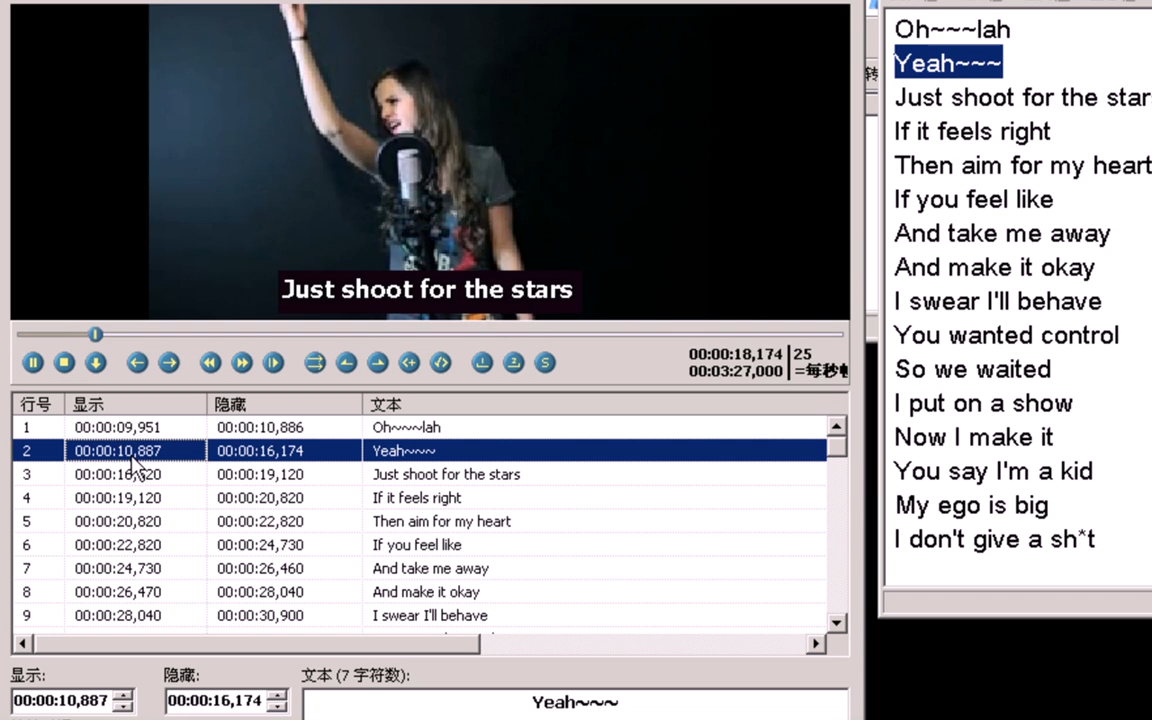 Just shoot for the stars
00:00:18,174
00:03:27,000
25
=每秒
行号 显示 隐藏 文本
1 00:00:09,951 00:00:10,886 Oh~~~lah
2 00:00:10,887 00:00:16,174 Yeah~~~
3 00:00:16,520 00:00:19,120 Just shoot for the stars
4 00:00:19,120 00:00:20,820 If it feels right
5 00:00:20,820 00:00:22,820 Then aim for my heart
6 00:00:22,820 00:00:24,730 If you feel like
7 00:00:24,730 00:00:26,460 And take me away
8 00:00:26,470 00:00:28,040 And make it okay
9 00:00:28,040 00:00:30,900 I swear I'll behave
显示: 隐藏: 文本 (7 字符数):
00:00:10,887 00:00:16,174 Yeah~~~
转
Oh~~~lah
Yeah~~~
Just shoot for the star
If it feels right
Then aim for my heart
If you feel like
And take me away
And make it okay
I swear I'll behave
You wanted control
So we waited
I put on a show
Now I make it
You say I'm a kid
My ego is big
I don't give a sh*t